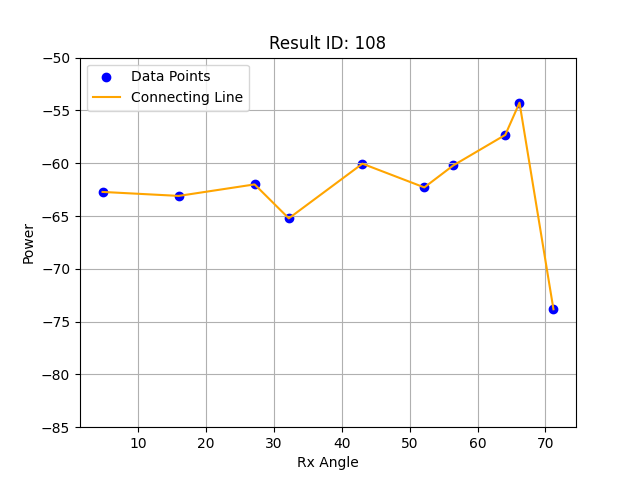 Result ID: 108
Data Points
Connecting Line
Power
−50
−55
−60
−65
−70
−75
−80
−85
10 20 30 40 50 60 70
Rx Angle